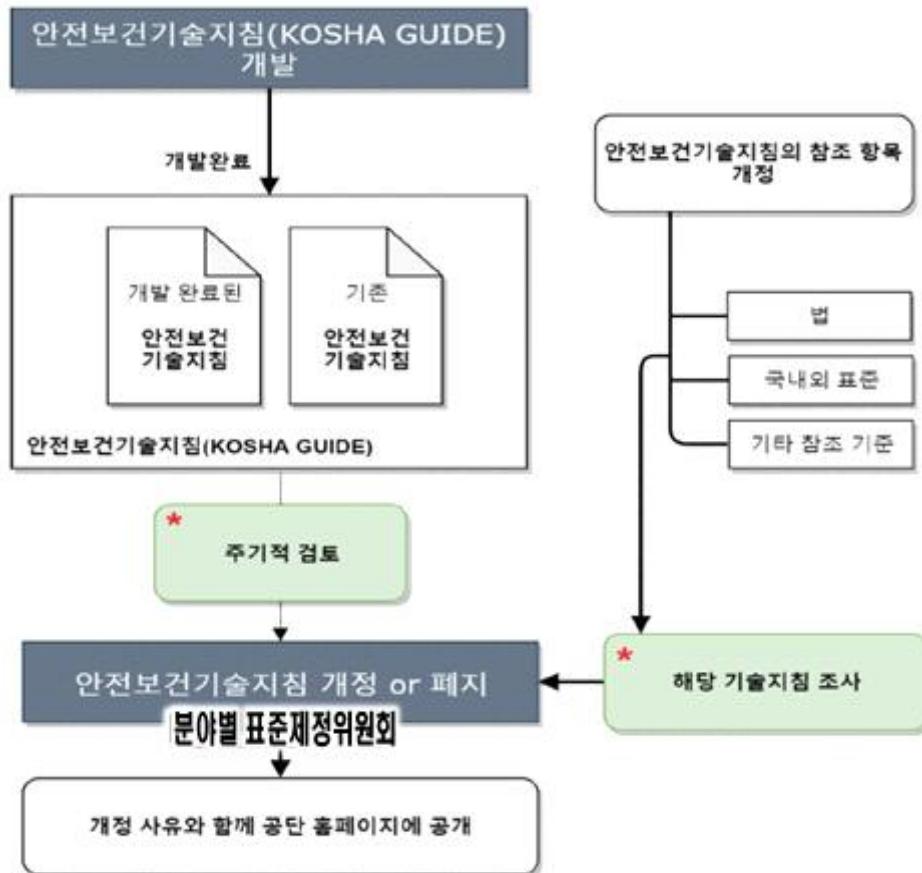 안전보건기술지침(KOSHA GUIDE)
개발
개발완료
개발 완료된
안전보건
기술지침
기존
안전보건
기술지침
안전보건기술지침(KOSHA GUIDE)
안전보건기술지침의 참조 항목
개정
법
국내외 표준
기타 참조 기준
* 주기적 검토
* 해당 기술지침 조사
안전보건기술지침 개정 or 폐지
분야별 표준제정위원회
개정 사유와 함께 공단 홈페이지에 공개